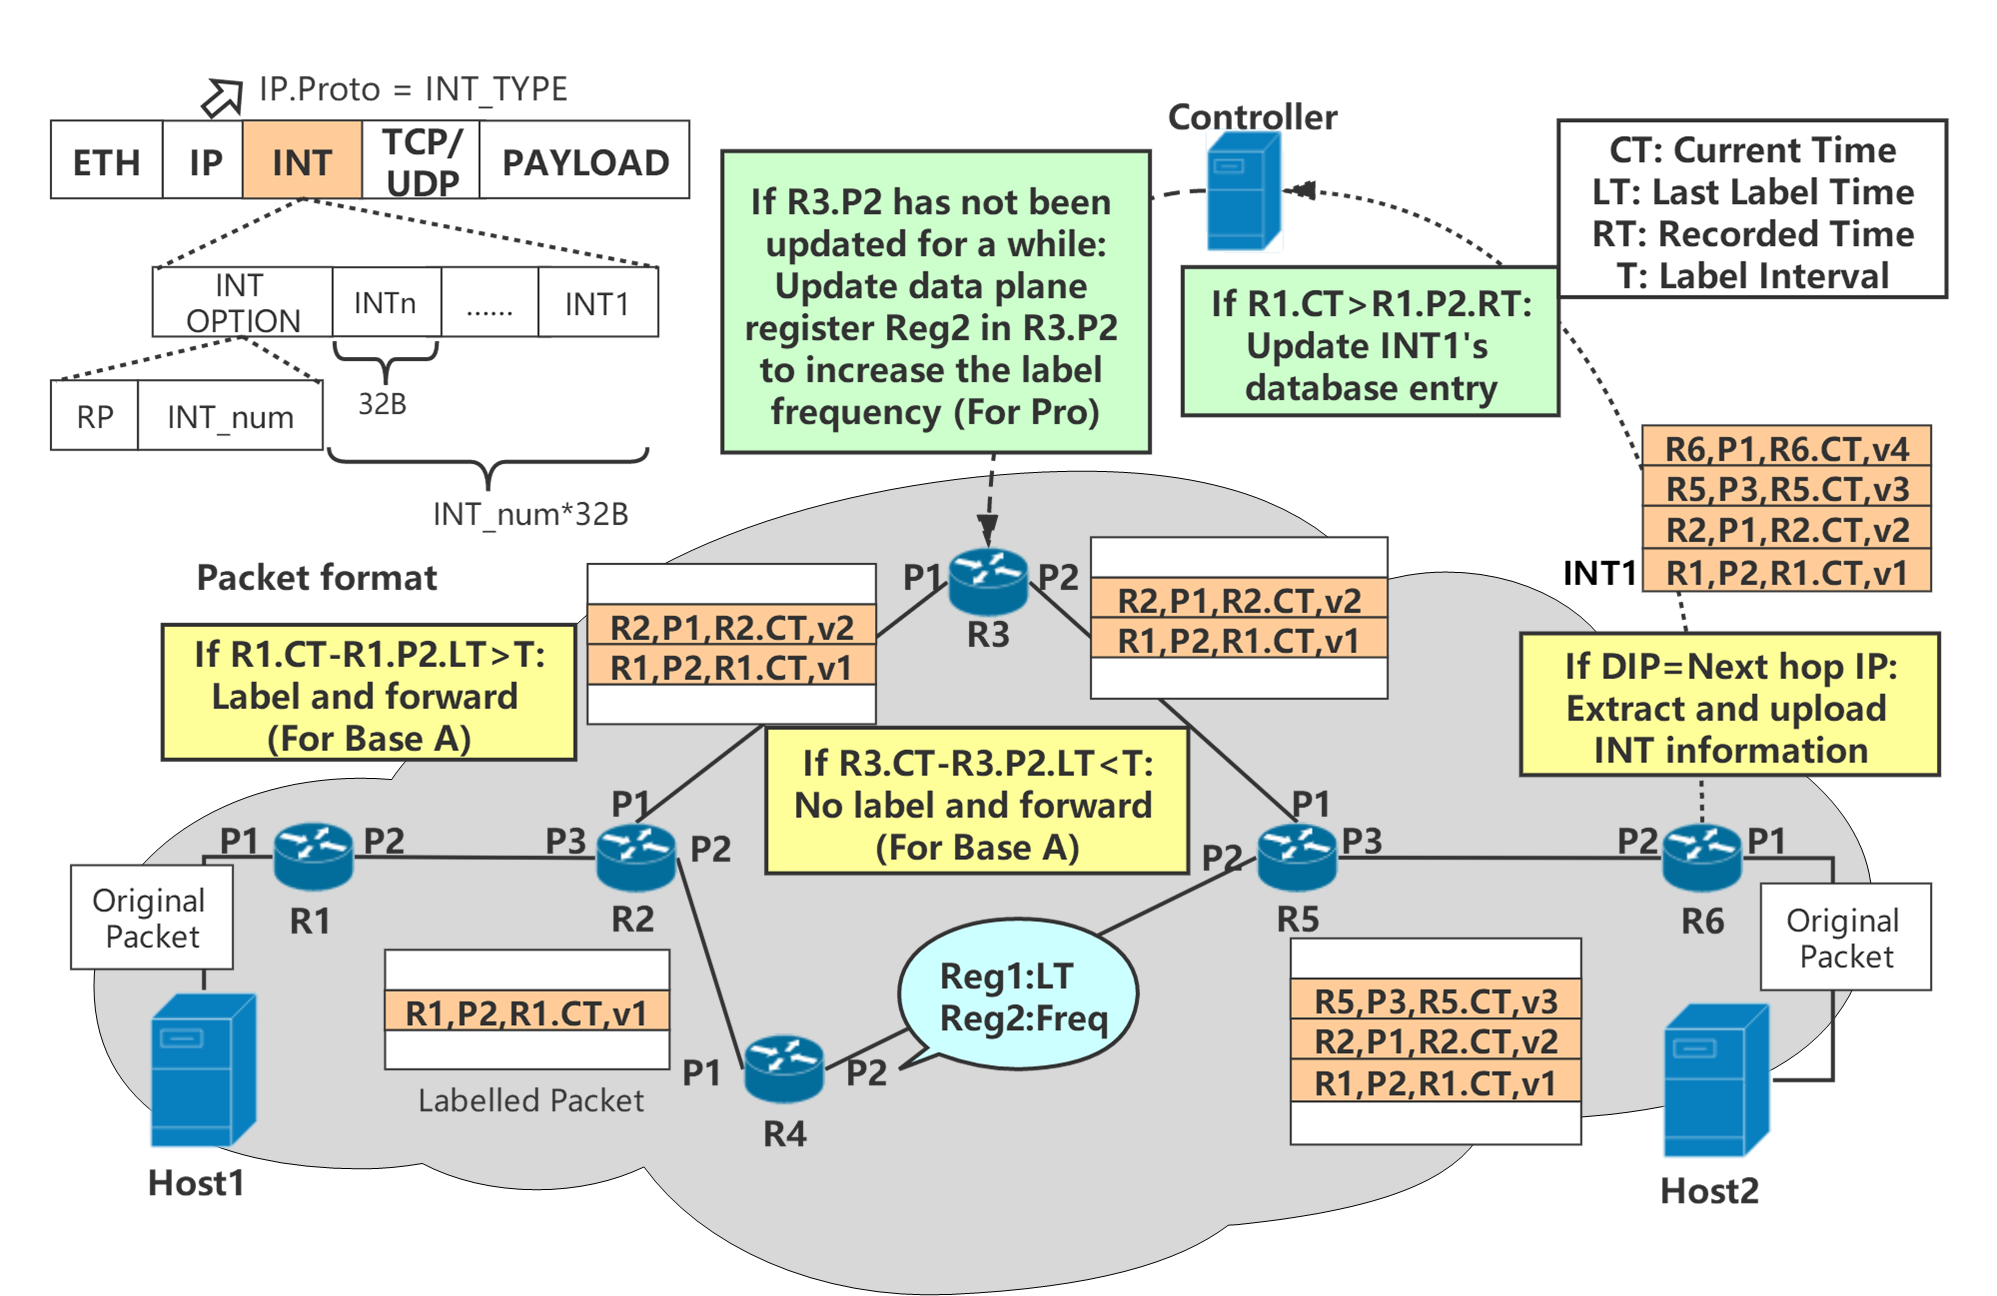 IP.Proto = INT_TYPE
ETH
IP
INT
TCP/
UDP
PAYLOAD
INT
OPTION
INTn
......
INT1
RP
INT_num
32B
INT_num*32B
Packet format
Controller
If R3.P2 has not been
updated for a while:
Update data plane
register Reg2 in R3.P2
to increase the label
frequency (For Pro)
CT: Current Time
LT: Last Label Time
RT: Recorded Time
T: Label Interval
If R1.CT>R1.P2.RT:
Update INT1's
database entry
R6,P1,R6.CT,v4
R5,P3,R5.CT,v3
R2,P1,R2.CT,v2
INT1
R1,P2,R1.CT,v1
If R1.CT-R1.P2.LT>T:
Label and forward
(For Base A)
R2,P1,R2.CT,v2
R1,P2,R1.CT,v1
P1
P2
R3
R2,P1,R2.CT,v2
R1,P2,R1.CT,v1
If DIP=Next hop IP:
Extract and upload
INT information
If R3.CT-R3.P2.LT<T:
No label and forward
(For Base A)
P1
P2
R1
P3
P1
P2
R2
P1
P2
P3
R5
P2
P1
R6
Original
Packet
Original
Packet
R1,P2,R1.CT,v1
Labelled Packet
Reg1:LT
Reg2:Freq
P1
P2
R4
R5,P3,R5.CT,v3
R2,P1,R2.CT,v2
R1,P2,R1.CT,v1
Host1
Host2